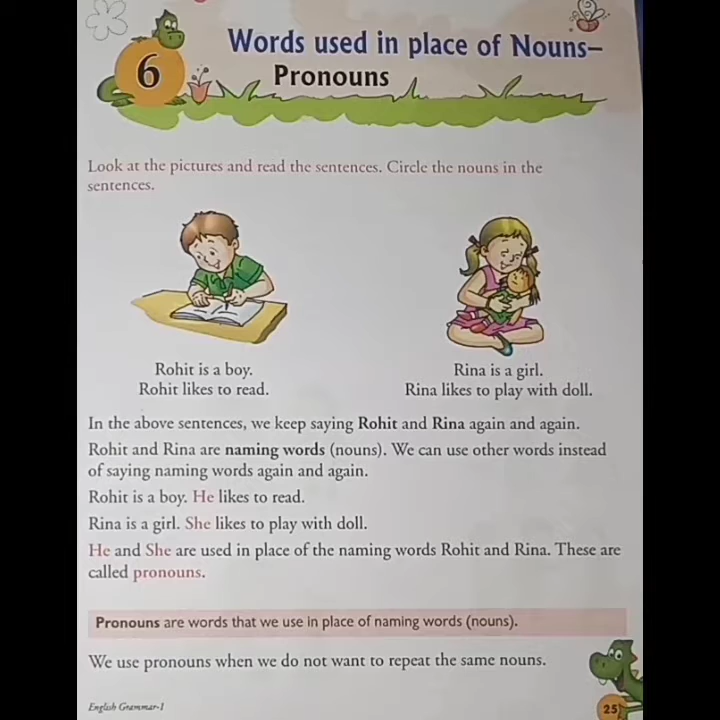 6
Words used in place of Nouns–
Pronouns
Look at the pictures and read the sentences. Circle the nouns in the
sentences.
Rohit is a boy.
Rohit likes to read.
Rina is a girl.
Rina likes to play with doll.
In the above sentences, we keep saying Rohit and Rina again and again.
Rohit and Rina are naming words (nouns). We can use other words instead
of saying naming words again and again.
Rohit is a boy. He likes to read.
Rina is a girl. She likes to play with doll.
He and She are used in place of the naming words Rohit and Rina. These are
called pronouns.
Pronouns are words that we use in place of naming words (nouns).
We use pronouns when we do not want to repeat the same nouns.
English Grammar-1
25